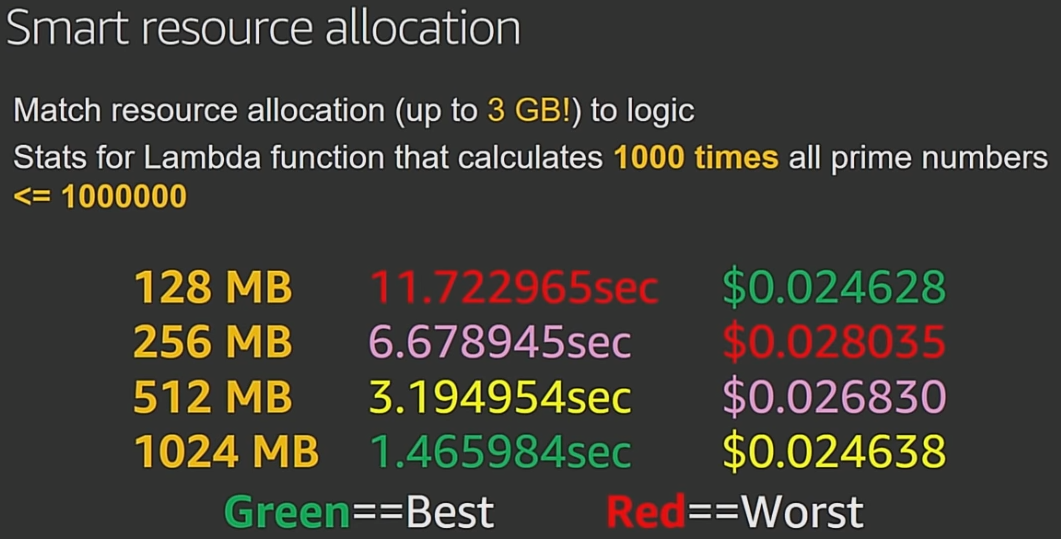 Smart resource allocation
Match resource allocation (up to 3 GB!) to logic
Stats for Lambda function that calculates 1000 times all prime numbers
<= 1000000
128 MB 11.722965sec $0.024628
256 MB 6.678945sec $0.028035
512 MB 3.194954sec $0.026830
1024 MB 1.465984sec $0.024638
Green==Best Red==Worst